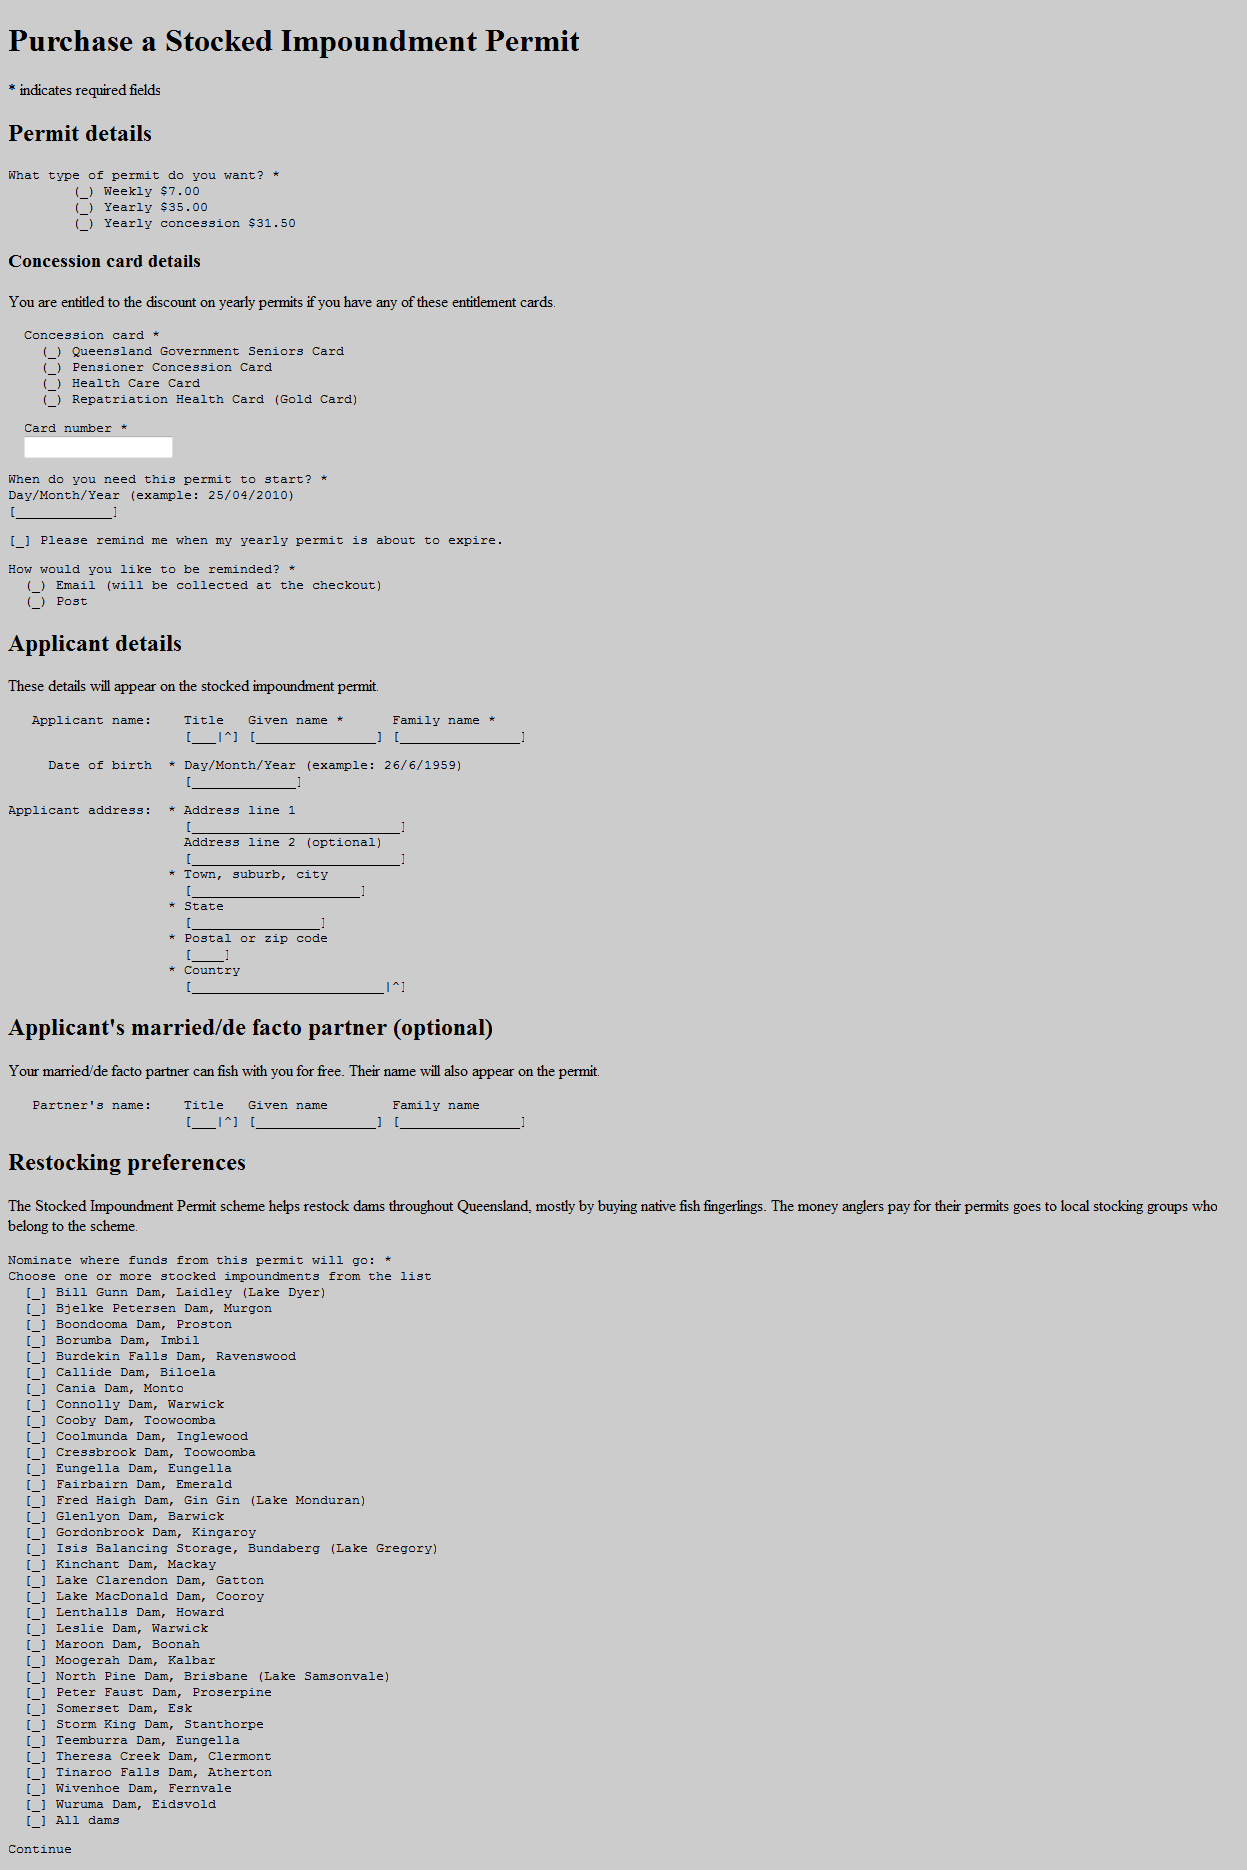 Purchase a Stocked Impoundment Permit
* indicates required fields
Permit details
What type of permit do you want? *
(_) Weekly $7.00
(_) Yearly $35.00
(_) Yearly concession $31.50
Concession card details
You are entitled to the discount on yearly permits if you have any of these entitlement cards.
Concession card *
(_) Queensland Government Seniors Card
(_) Pensioner Concession Card
(_) Health Care Card
(_) Repatriation Health Card (Gold Card)
Card number *
When do you need this permit to start? *
Day/Month/Year (example: 25/04/2010)
[____________]
[_] Please remind me when my yearly permit is about to expire.
How would you like to be reminded? *
(_) Email (will be collected at the checkout)
(_) Post
Applicant details
These details will appear on the stocked impoundment permit.
Applicant name: Title Given name * Family name *
[___|^] [_______________] [_______________]
Date of birth * Day/Month/Year (example: 26/6/1959)
[_____________]
Applicant address: * Address line 1
[__________________________]
Address line 2 (optional)
[__________________________]
* Town, suburb, city
[_____________________]
* State
[________________]
* Postal or zip code
[____]
* Country
[________________________|^]
Applicant's married/de facto partner (optional)
Your married/de facto partner can fish with you for free. Their name will also appear on the permit.
Partner's name: Title Given name Family name
[___|^] [_______________] [_______________]
Restocking preferences
The Stocked Impoundment Permit scheme helps restock dams throughout Queensland, mostly by buying native fish fingerlings. The money anglers pay for their permits goes to local stocking groups who
belong to the scheme.
Nominate where funds from this permit will go: *
Choose one or more stocked impoundments from the list
[_] Bill Gunn Dam, Laidley (Lake Dyer)
[_] Bjelke Petersen Dam, Murgon
[_] Boondooma Dam, Proston
[_] Borumba Dam, Imbil
[_] Burdekin Falls Dam, Ravenswood
[_] Callide Dam, Biloela
[_] Cania Dam, Monto
[_] Connolly Dam, Warwick
[_] Cooby Dam, Toowoomba
[_] Coolmunda Dam, Inglewood
[_] Cressbrook Dam, Toowoomba
[_] Eungella Dam, Eungella
[_] Fairbairn Dam, Emerald
[_] Fred Haigh Dam, Gin Gin (Lake Monduran)
[_] Glenlyon Dam, Barwick
[_] Gordonbrook Dam, Kingaroy
[_] Isis Balancing Storage, Bundaberg (Lake Gregory)
[_] Kinchant Dam, Mackay
[_] Lake Clarendon Dam, Gatton
[_] Lake MacDonald Dam, Cooroy
[_] Lenthalls Dam, Howard
[_] Leslie Dam, Warwick
[_] Maroon Dam, Boonah
[_] Moogerah Dam, Kalbar
[_] North Pine Dam, Brisbane (Lake Samsonvale)
[_] Peter Faust Dam, Proserpine
[_] Somerset Dam, Esk
[_] Storm King Dam, Stanthorpe
[_] Teemburra Dam, Eungella
[_] Theresa Creek Dam, Clermont
[_] Tinaroo Falls Dam, Atherton
[_] Wivenhoe Dam, Fernvale
[_] Wuruma Dam, Eidsvold
[_] All dams
Continue